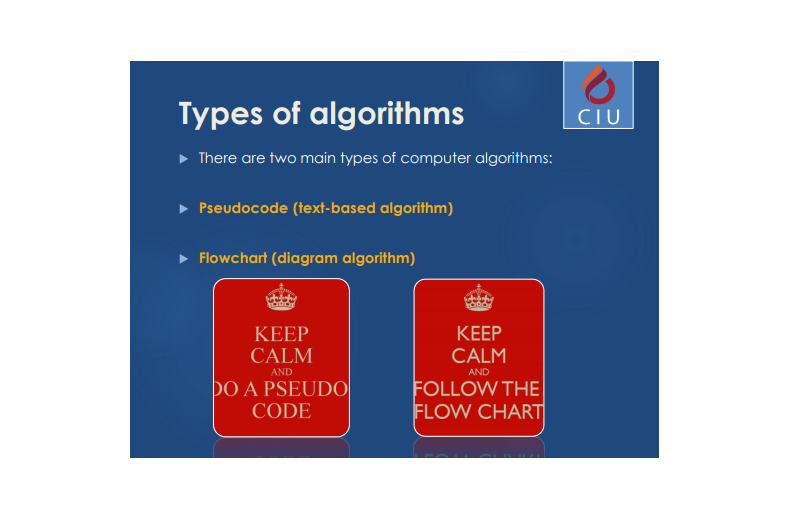 CIU
Types of algorithms
There are two main types of computer algorithms:
Pseudocode (text-based algorithm)
Flowchart (diagram algorithm)
KEEP
CALM
AND
DO A PSEUDO
CODE
KEEP
CALM
AND
FOLLOW THE
FLOW CHART